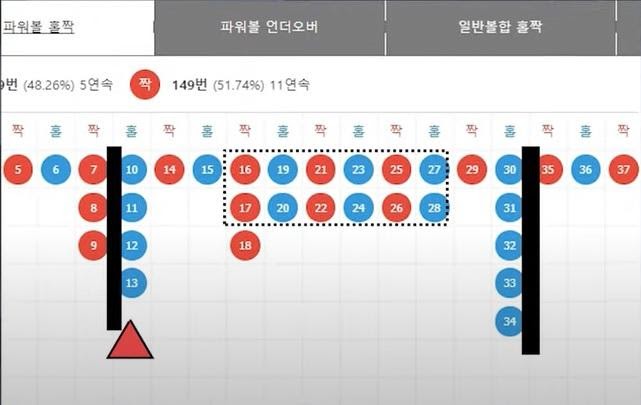 파워볼 홀짝 파워볼 언더오버 일반볼합 홀짝
9번 (48.26%) 5연속 짝 149번 (51.74%) 11연속
짝 홀 짝 홀 짝 홀 짝 홀 짝 홀 짝 홀 짝 홀 짝 홀 짝
5 6 7 10 14 15 16 19 21 23 25 27 29 30 35 36 37
8 11 17 20 22 24 26 28 31
9 12 18 32
13 33
34